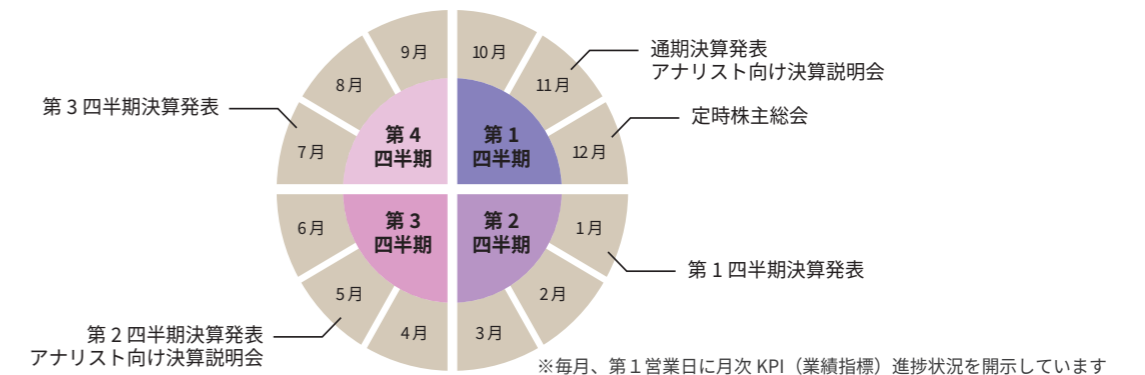 9月
10月
通期決算発表
アナリスト向け決算説明会
8月
11月
第3四半期決算発表
定時株主総会
第4
四半期
第1
四半期
7月
12月
6月
第3
四半期
第2
四半期
1月
第1四半期決算発表
5月
2月
4月
3月
第2四半期決算発表
アナリスト向け決算説明会
※毎月、第1営業日に月次 KPI（業績指標）進捗状況を開示しています